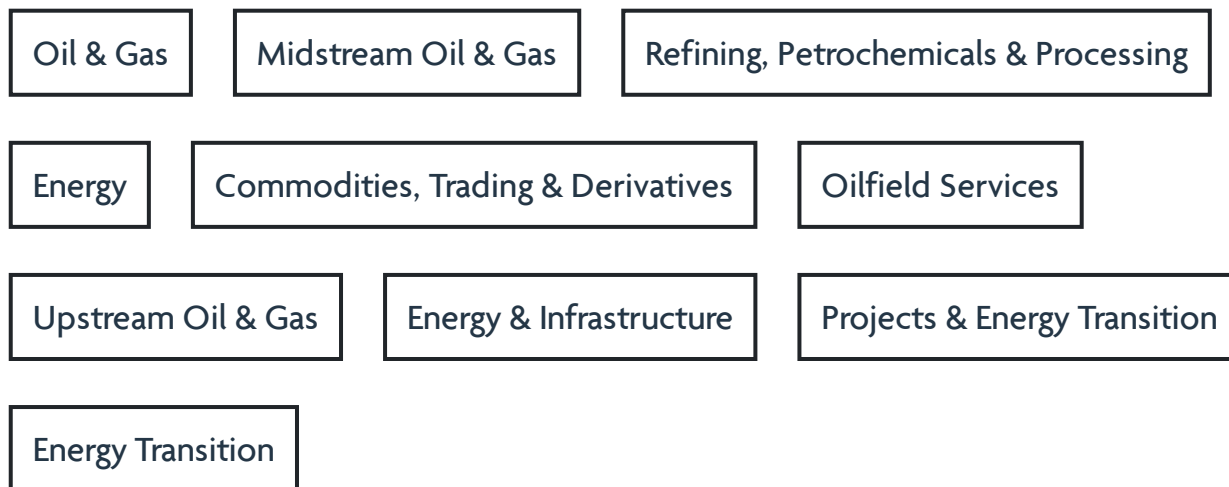 Oil & Gas
Midstream Oil & Gas
Refining, Petrochemicals & Processing
Energy
Commodities, Trading & Derivatives
Oilfield Services
Upstream Oil & Gas
Energy & Infrastructure
Projects & Energy Transition
Energy Transition